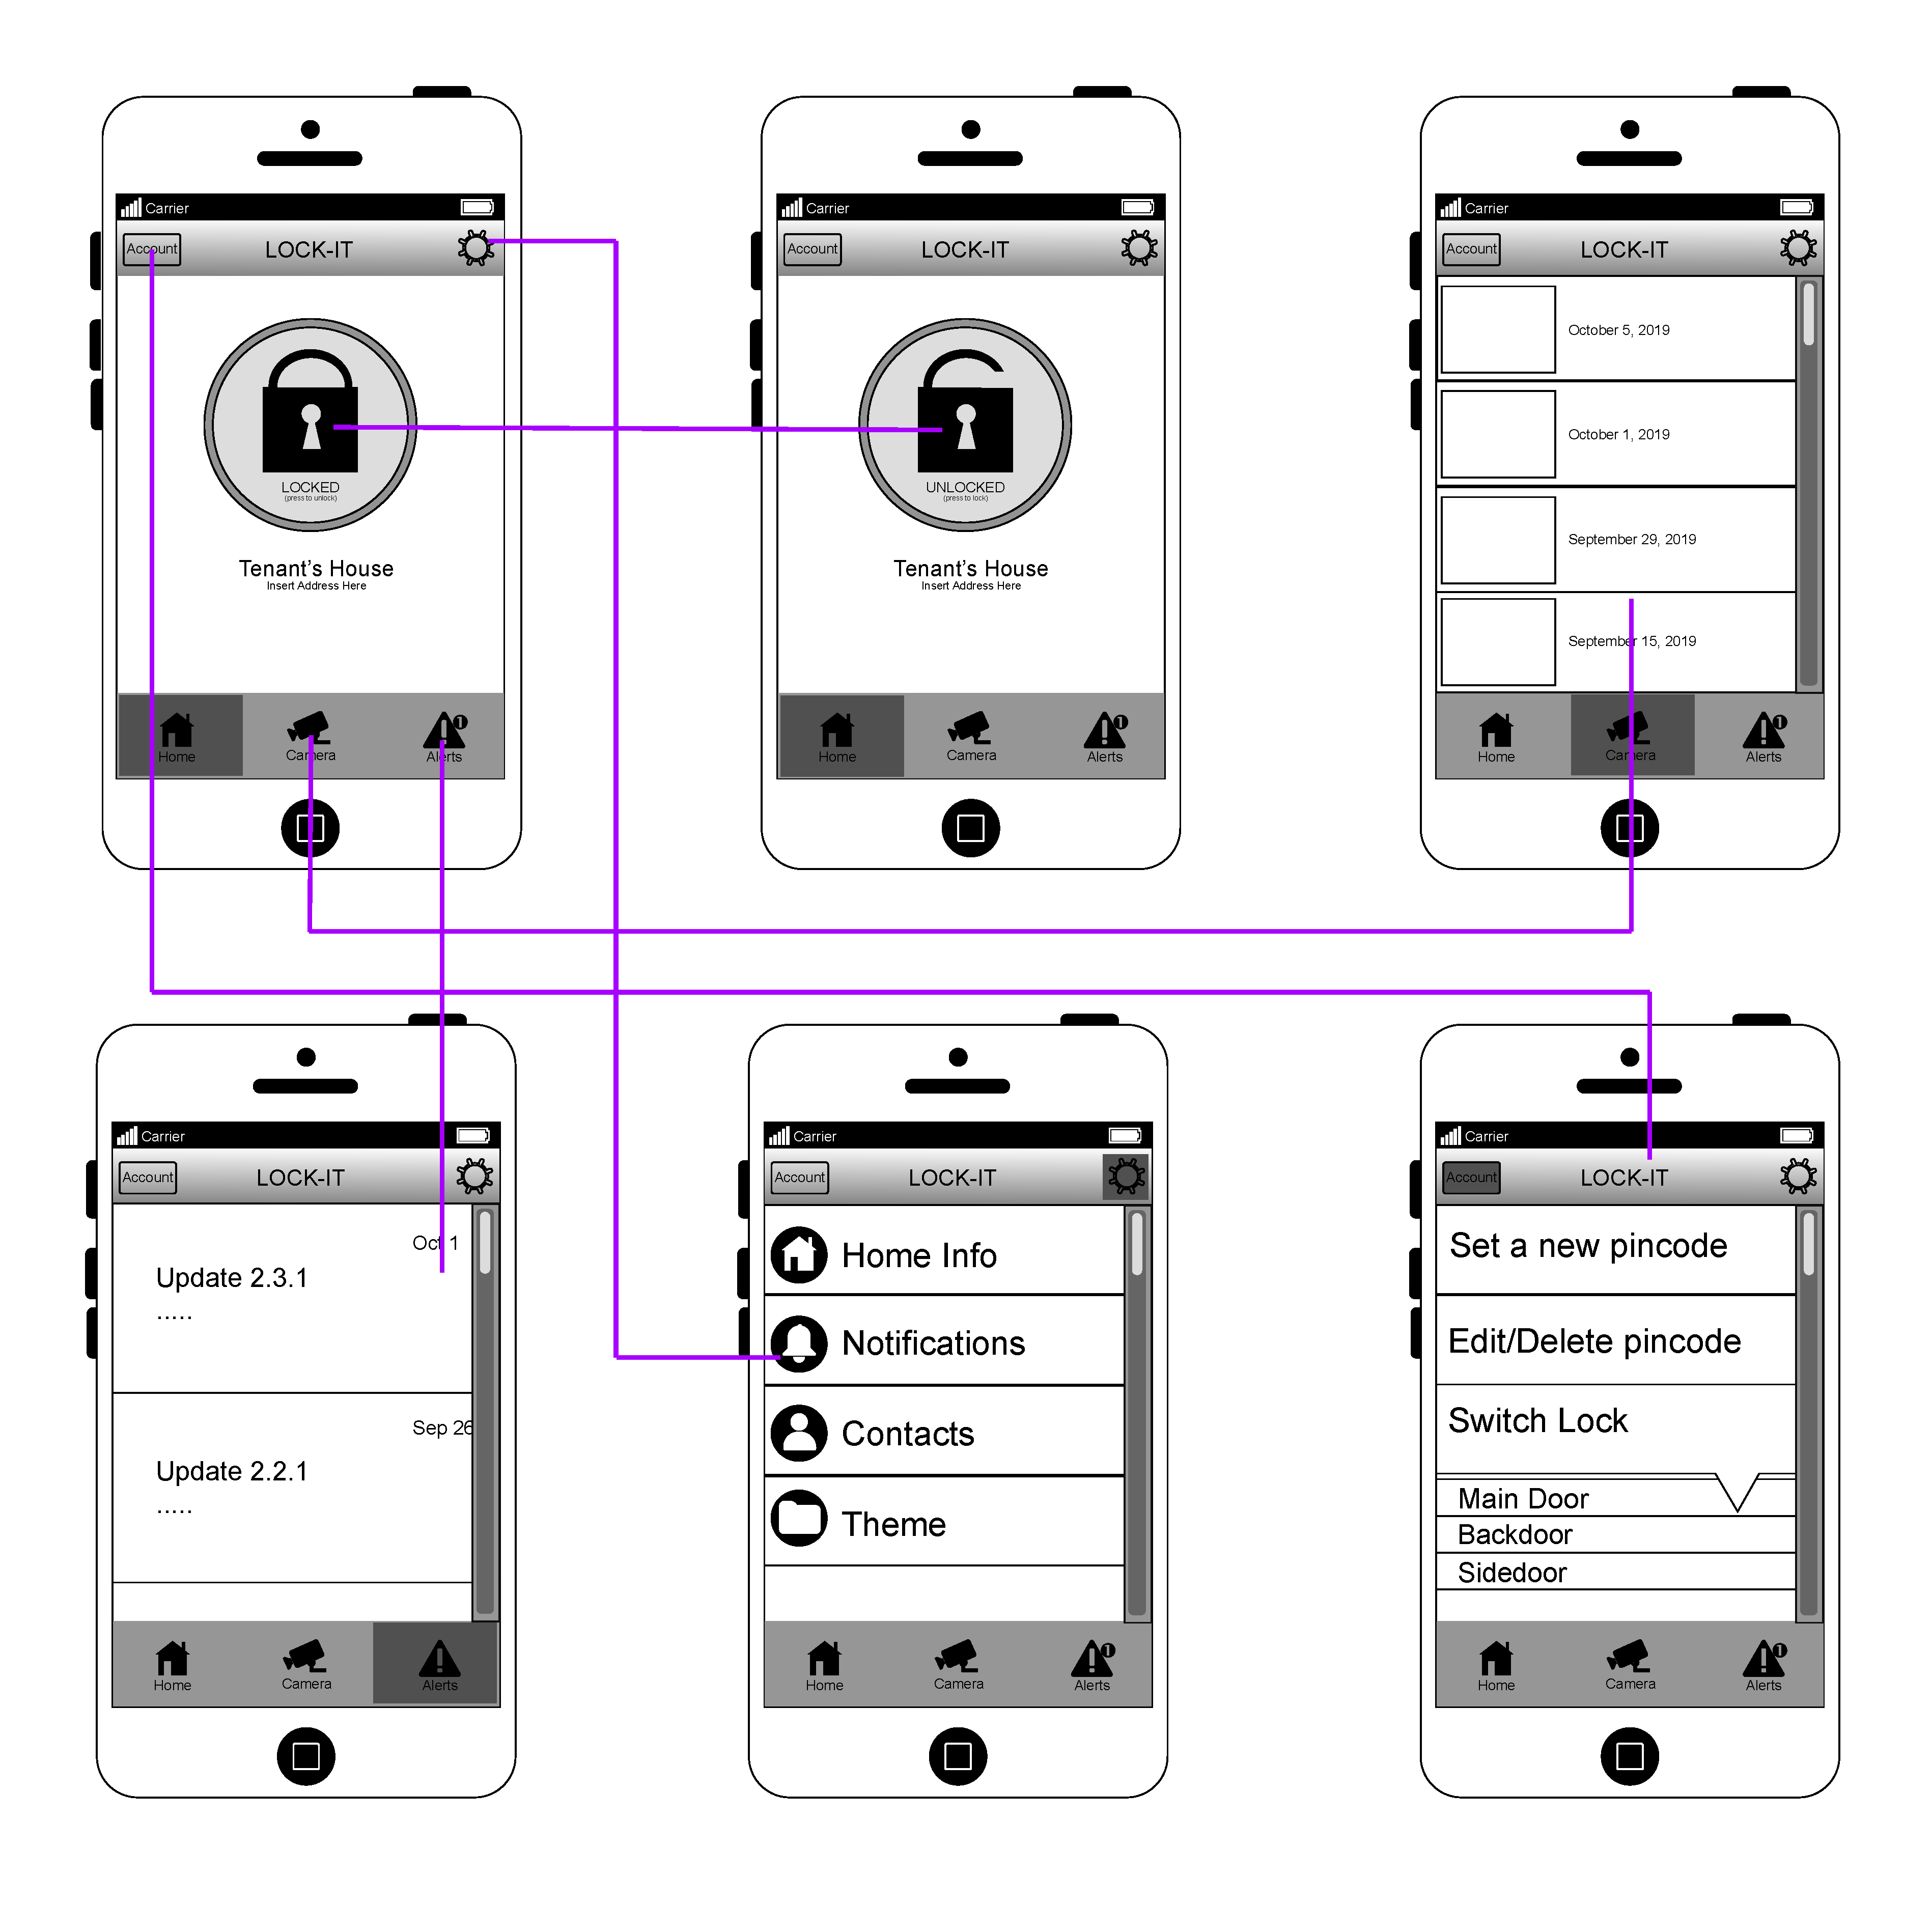 Carrier
Account LOCK-IT
LOCKED
(press to unlock)
Tenant's House
Insert Address Here
Home Camera Alerts
1
Carrier
Account LOCK-IT
UNLOCKED
(press to lock)
Tenant's House
Insert Address Here
Home Camera Alerts
1
Carrier
Account LOCK-IT
October 5, 2019
October 1, 2019
September 29, 2019
September 15, 2019
Home Camera Alerts
1
Carrier
Account LOCK-IT
Oct 1
Update 2.3.1
.....
Sep 26
Update 2.2.1
.....
Home Camera Alerts
Carrier
Account LOCK-IT
Home Info
Notifications
Contacts
Theme
Home Camera Alerts
1
Carrier
Account LOCK-IT
Set a new pincode
Edit/Delete pincode
Switch Lock
Main Door
Backdoor
Sidedoor
Home Camera Alerts
1